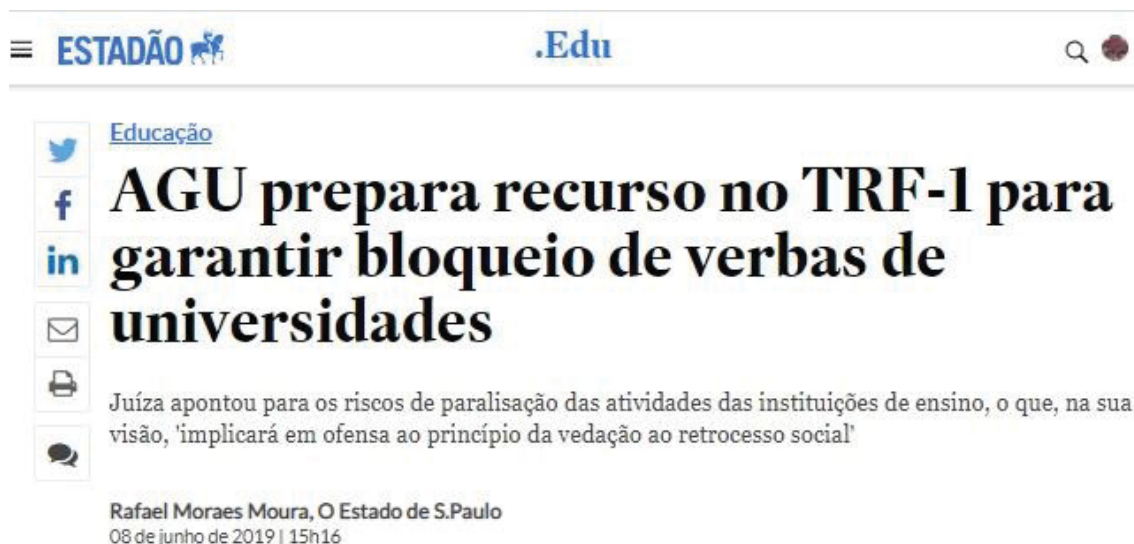 ESTADÃO
.Edu
Educação
AGU prepara recurso no TRF-1 para
garantir bloqueio de verbas de
universidades
Juíza apontou para os riscos de paralisação das atividades das instituições de ensino, o que, na sua
visão, 'implicará em ofensa ao princípio da vedação ao retrocesso social'
Rafael Moraes Moura, O Estado de S.Paulo
08 de junho de 2019 | 15h16